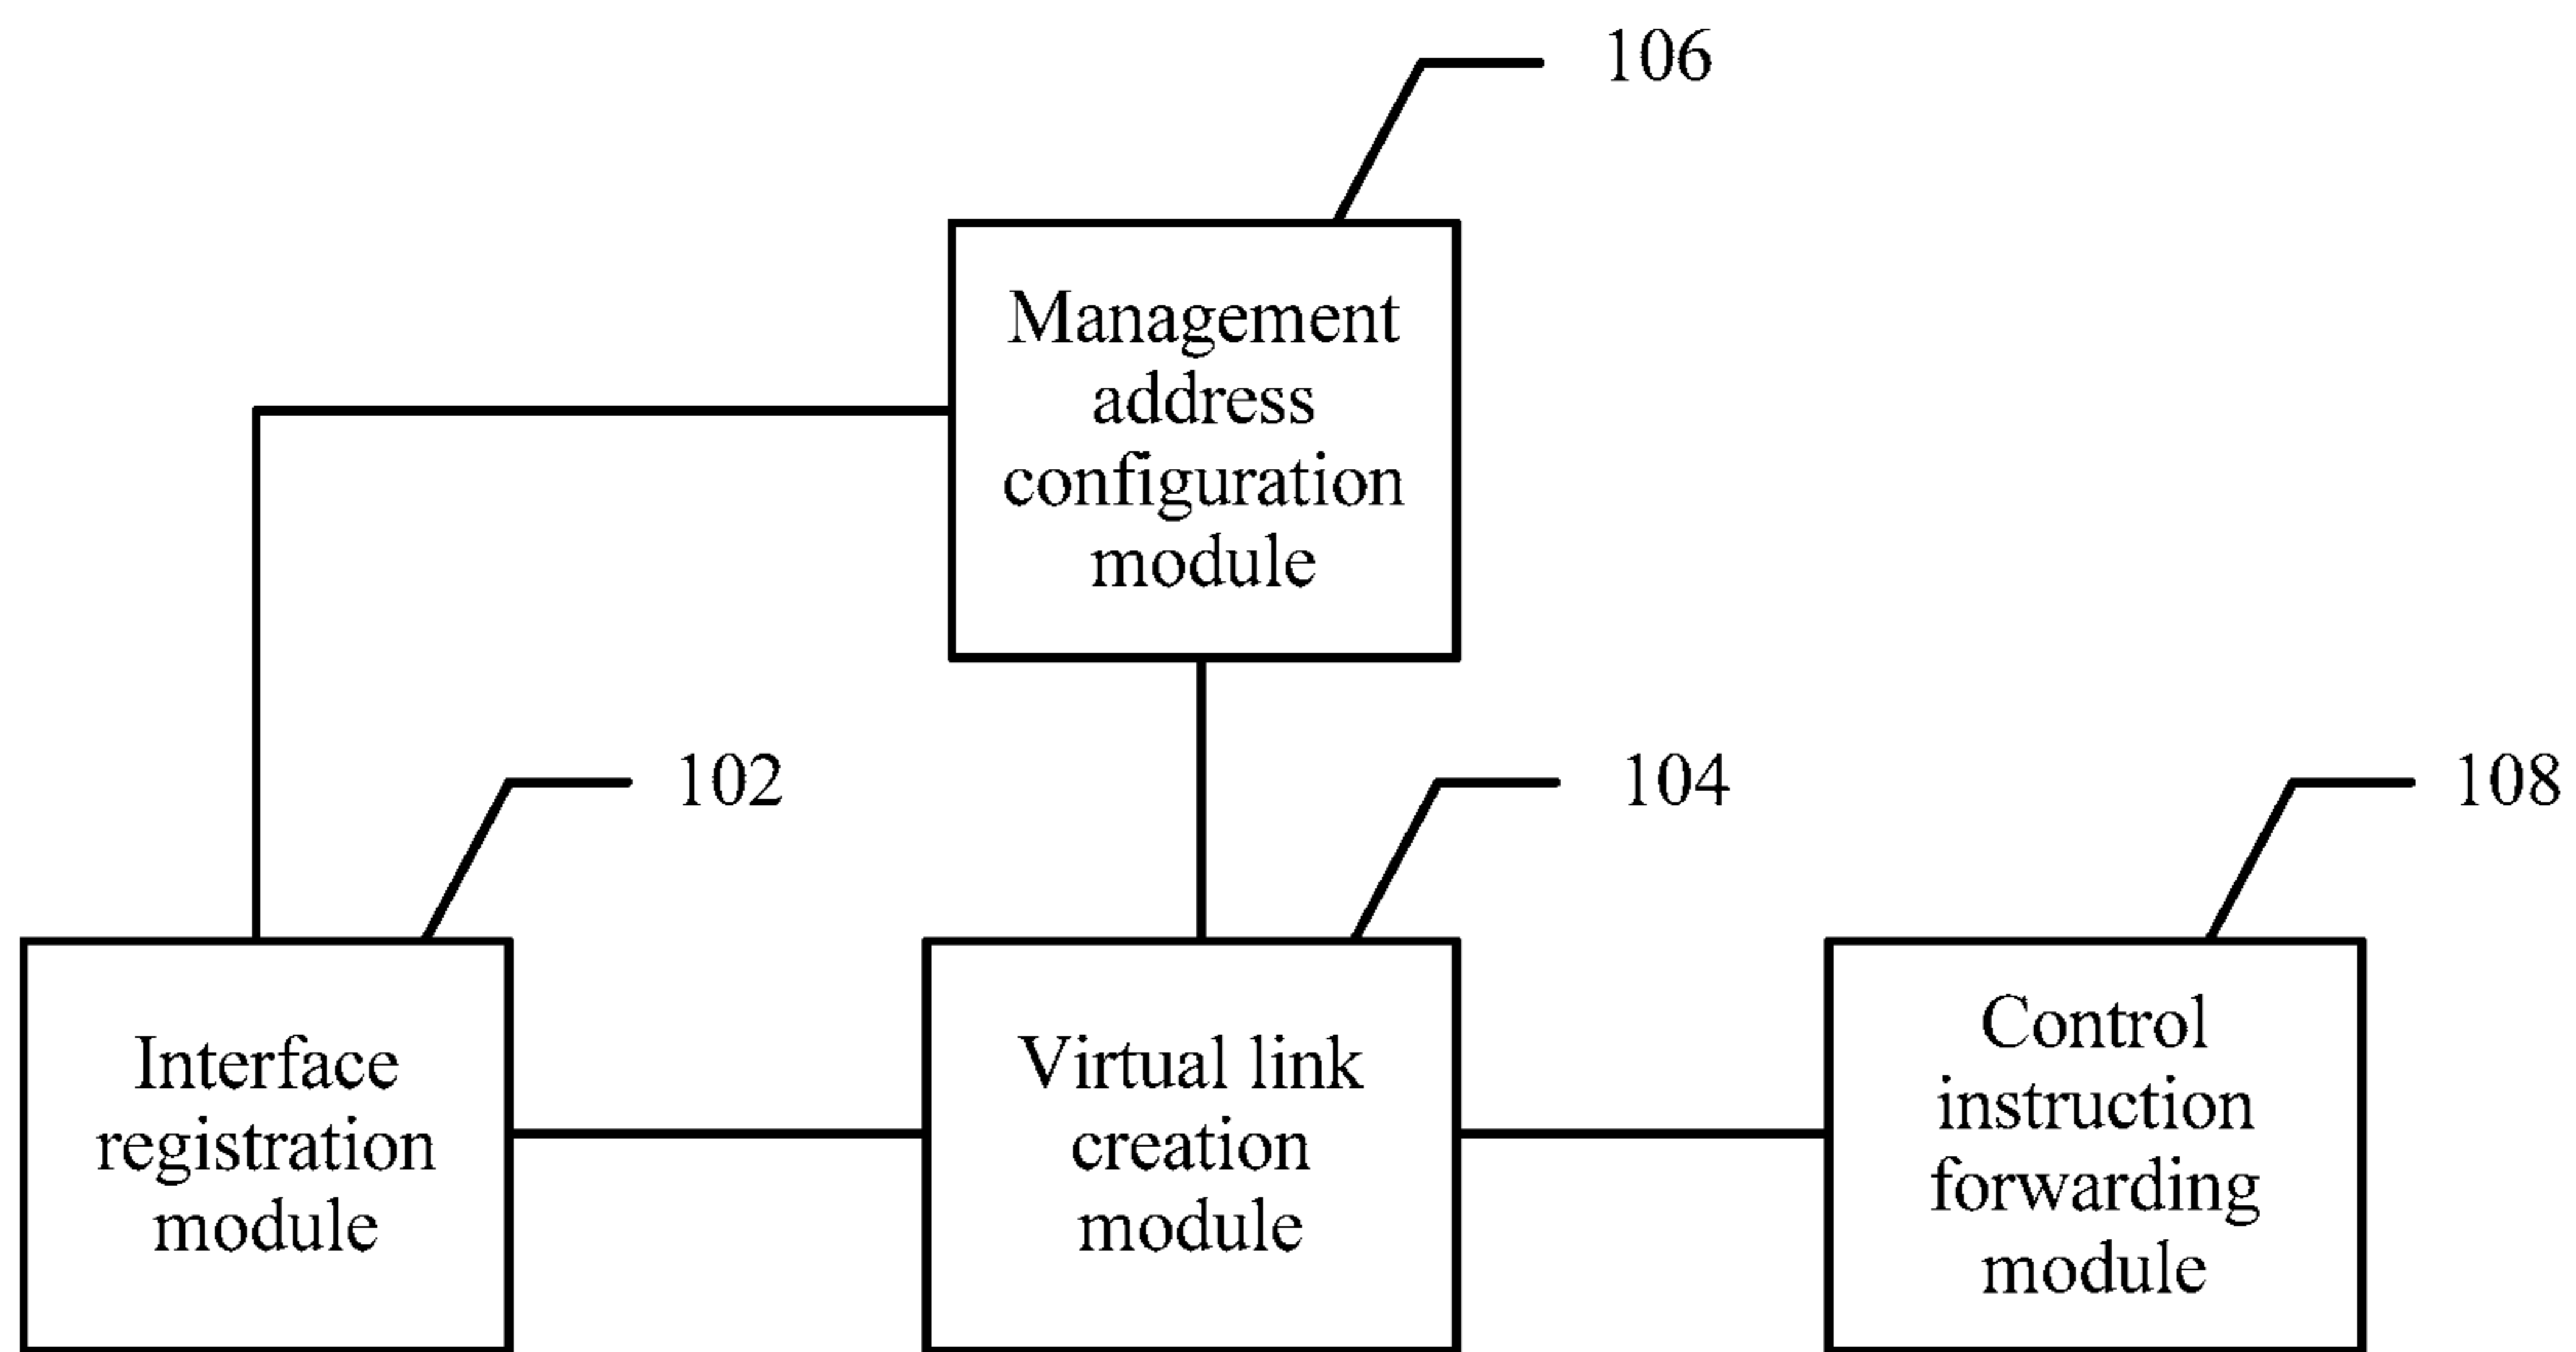 106
Management
address
configuration
module
102
104
108
Interface
registration
module
Virtual link
creation
module
Control
instruction
forwarding
module